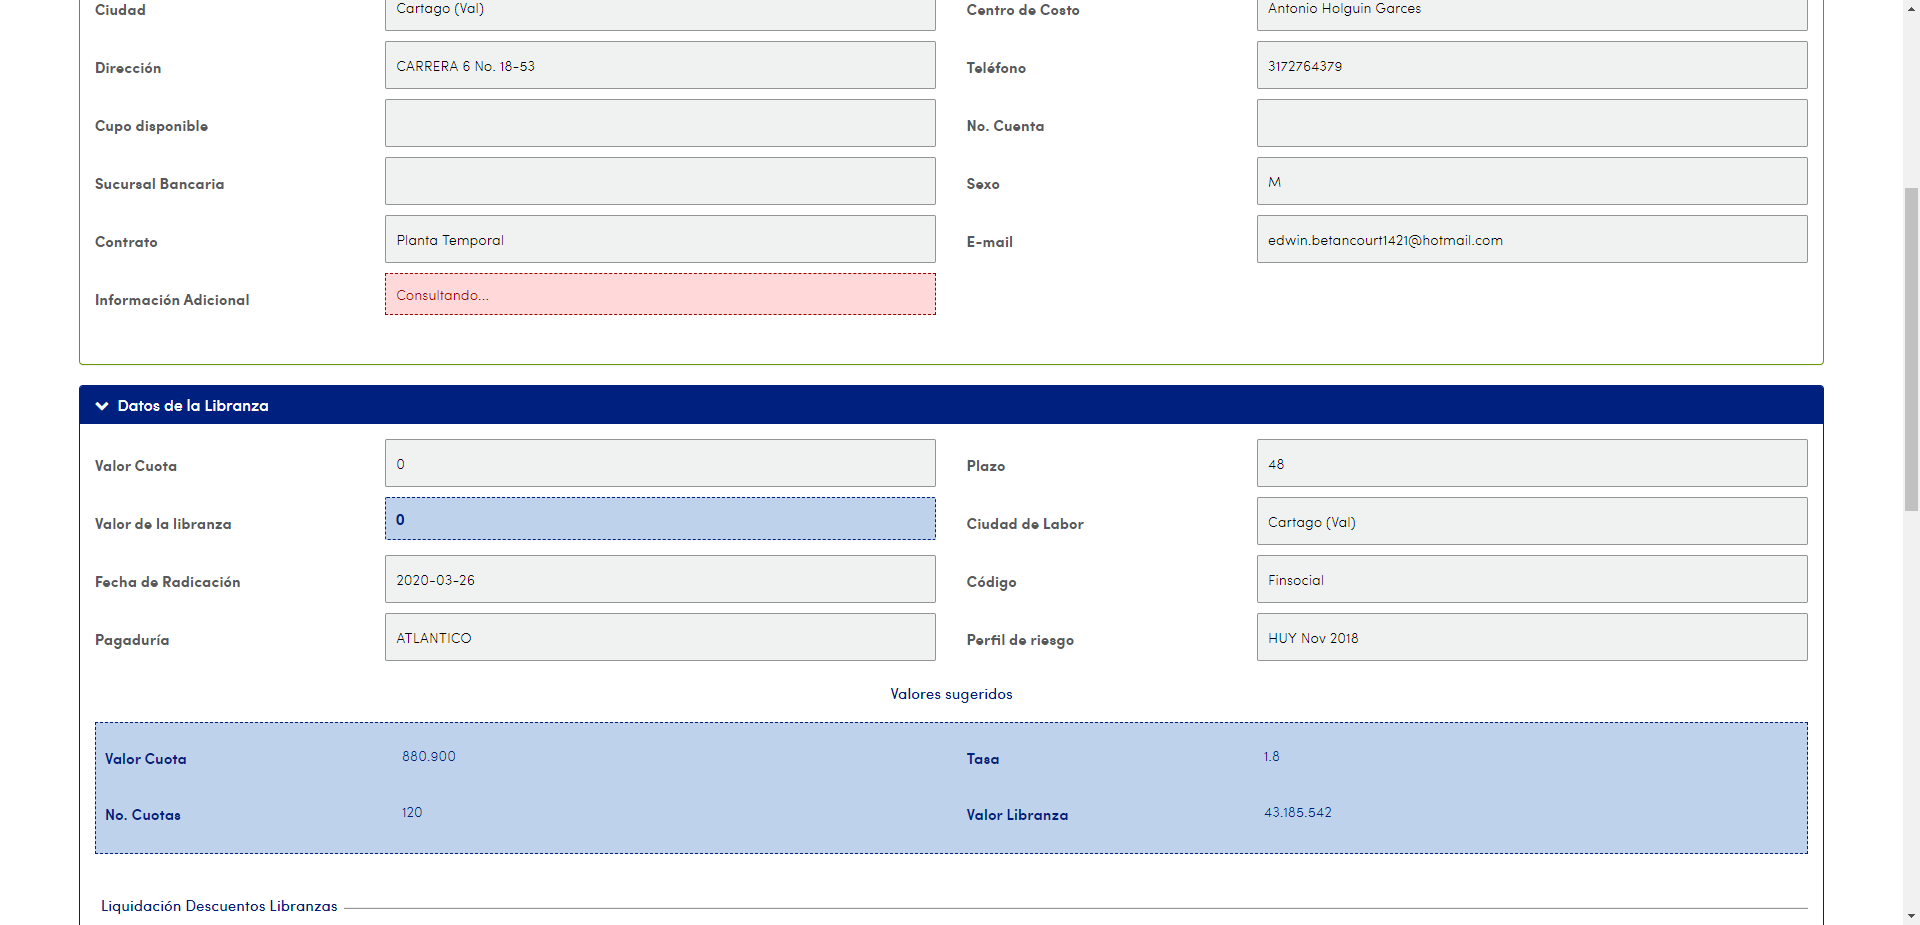 Ciudad Cartago (Val) Centro de Costo Antonio Holguin Garces
Dirección CARRERA 6 No. 18-53 Teléfono 3172764379
Cupo disponible No. Cuenta
Sucursal Bancaria Sexo M
Contrato Planta Temporal E-mail edwin.betancourt1421@hotmail.com
Información Adicional Consultando...
Datos de la Libranza
Valor Cuota 0 Plazo 48
Valor de la libranza 0 Ciudad de Labor Cartago (Val)
Fecha de Radicación 2020-03-26 Código Finsocial
Pagaduría ATLANTICO Perfil de riesgo HUY Nov 2018
Valores sugeridos
Valor Cuota 880.900 Tasa 1.8
No. Cuotas 120 Valor Libranza 43.185.542
Liquidación Descuentos Libranzas